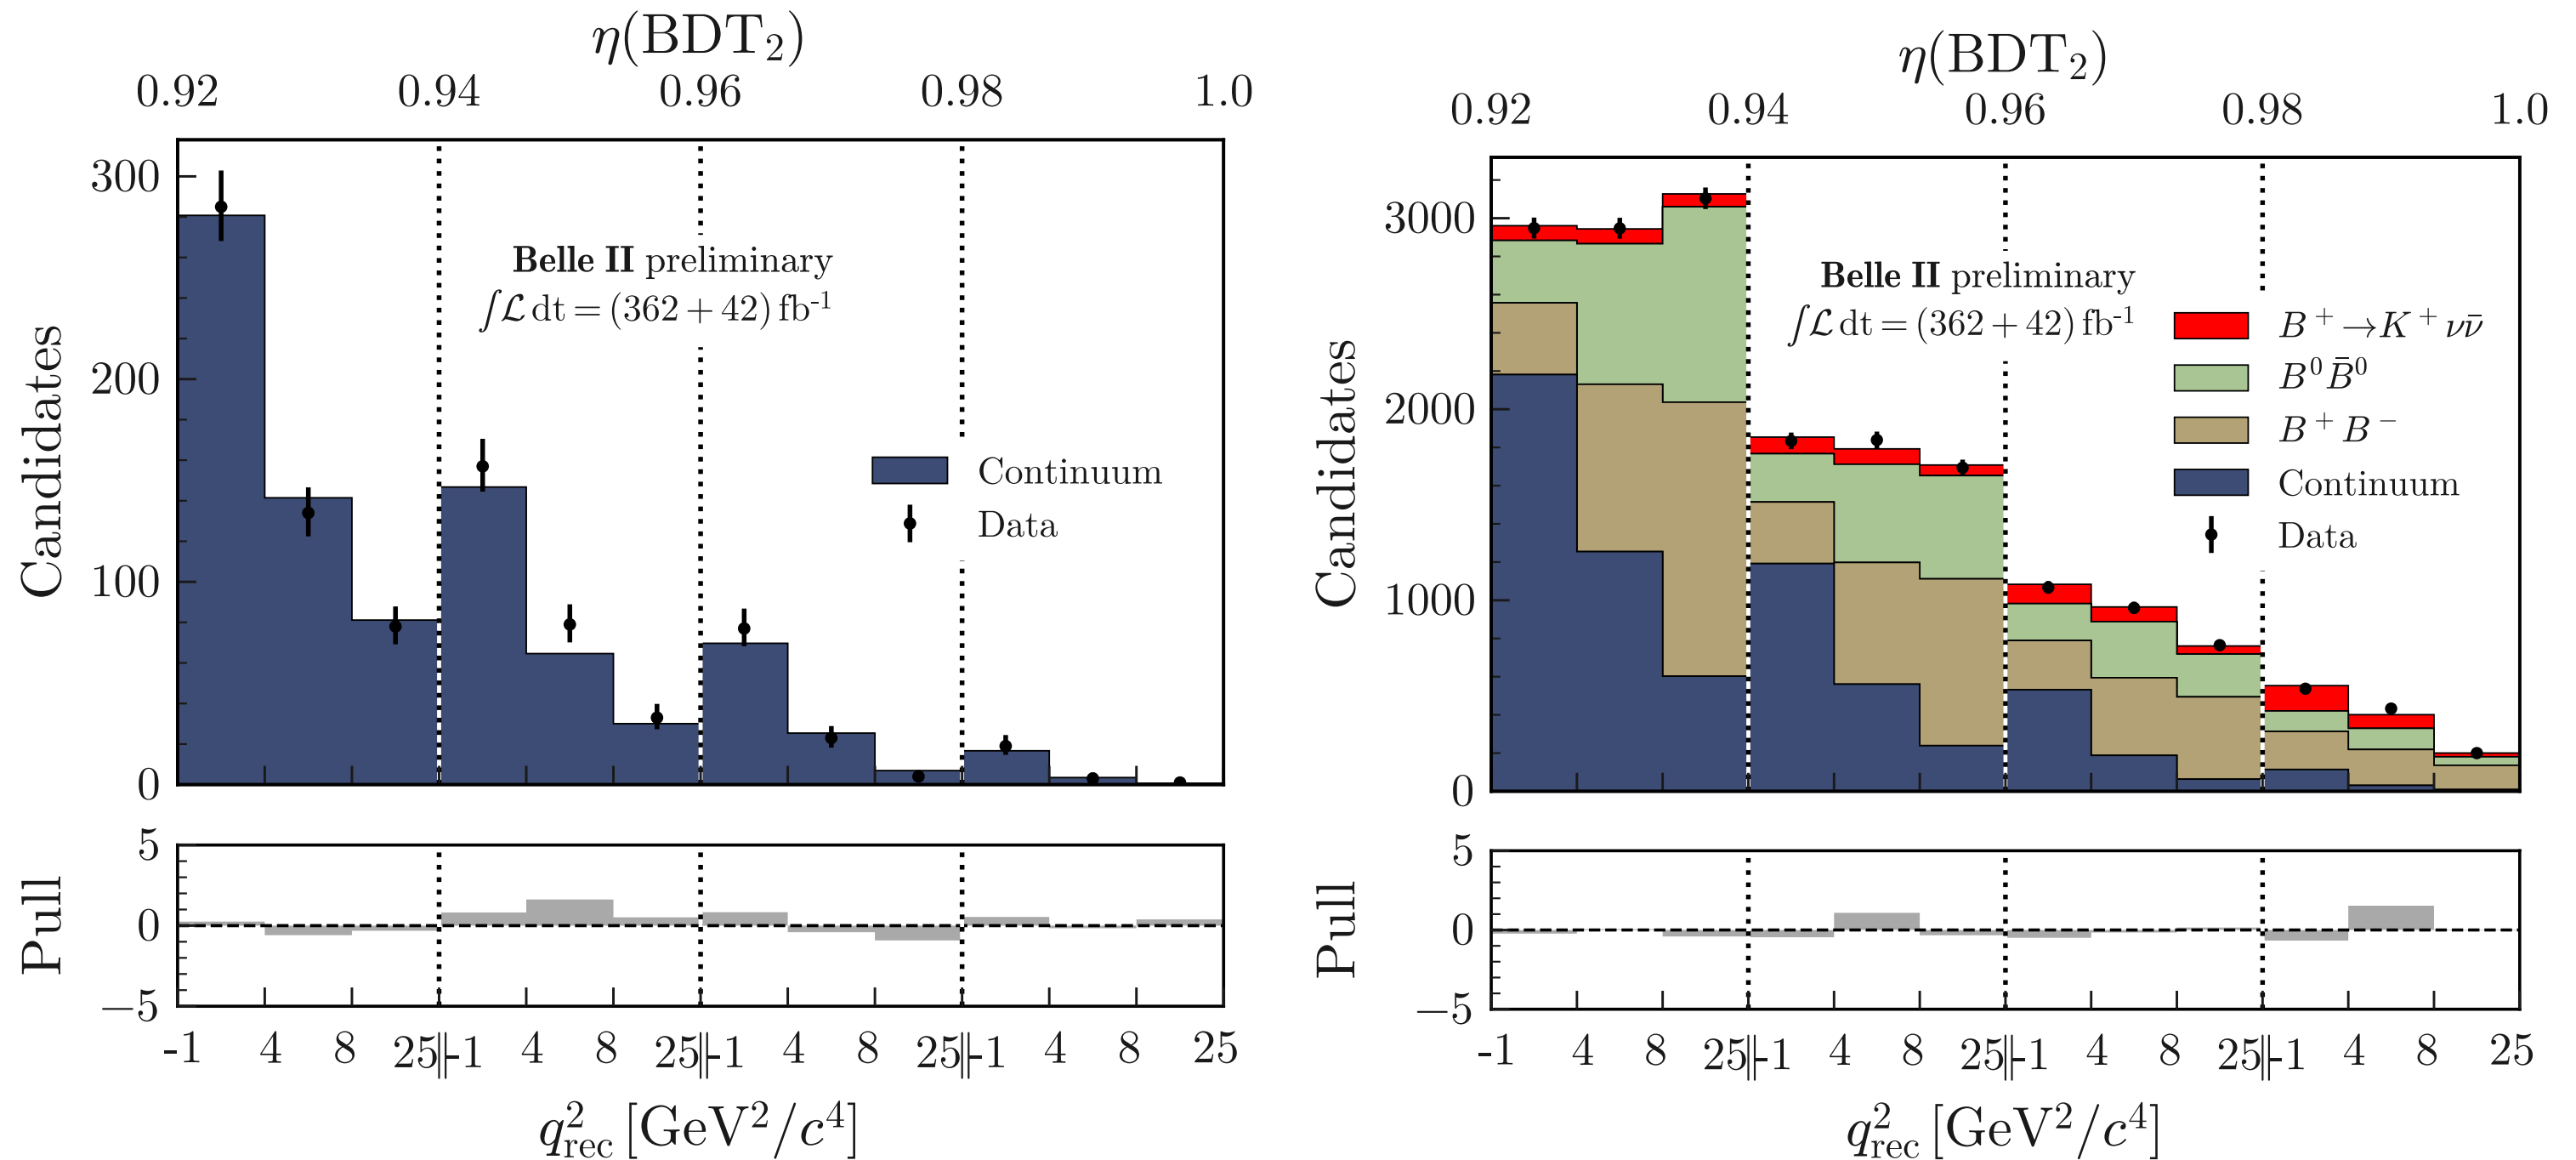 η(BDT₂)
0.92 0.94 0.96 0.98 1.0
Candidates
300
200
100
0
Belle II preliminary
∫ℒ dt = (362 + 42) fb⁻¹
Continuum
Data
Pull
5
0
−5
-1 4 8 25||-1 4 8 25||-1 4 8 25||-1 4 8 25
q²rec [GeV²/c⁴]
η(BDT₂)
0.92 0.94 0.96 0.98 1.0
Candidates
3000
2000
1000
0
Belle II preliminary
∫ℒ dt = (362 + 42) fb⁻¹
B⁺→K⁺νν̄
B⁰B̄⁰
B⁺B⁻
Continuum
Data
Pull
5
0
−5
-1 4 8 25||-1 4 8 25||-1 4 8 25||-1 4 8 25
q²rec [GeV²/c⁴]